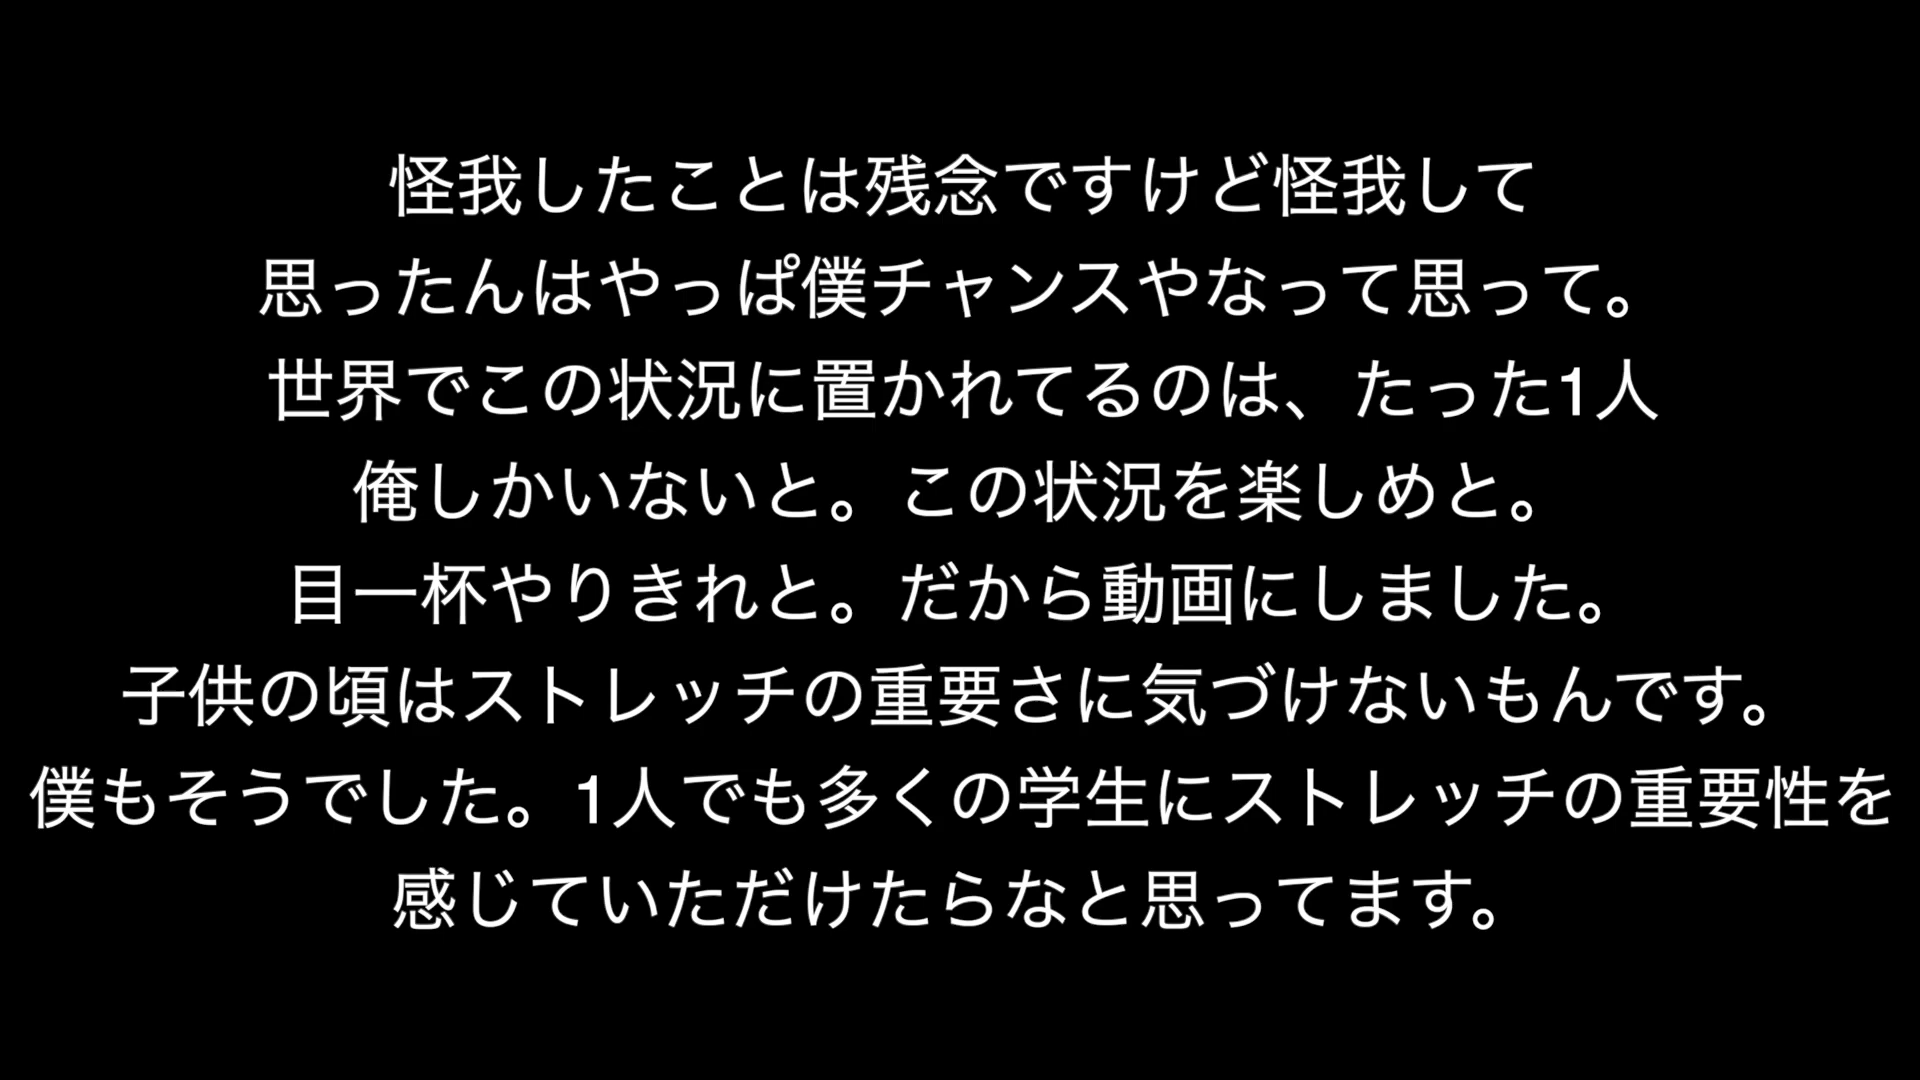 怪我したことは残念ですけど怪我して
思ったんはやっぱ僕チャンスやなって思って。
世界でこの状況に置かれてるのは、たった1人
俺しかいないと。この状況を楽しめと。
目一杯やりきれと。だから動画にしました。
子供の頃はストレッチの重要さに気づけないもんです。
僕もそうでした。1人でも多くの学生にストレッチの重要性を
感じていただけたらなと思ってます。